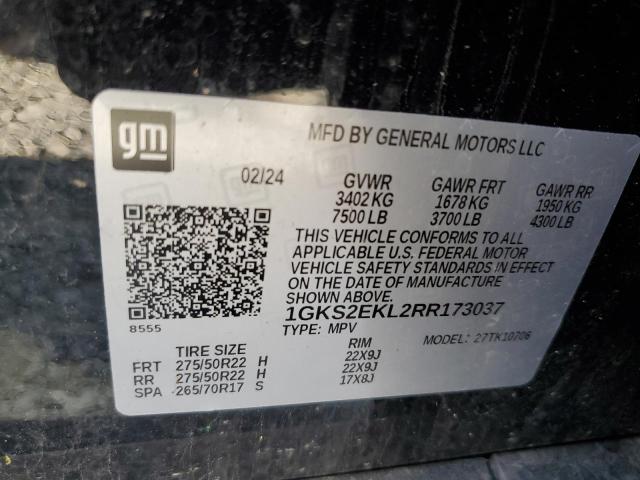 gm
MFD BY GENERAL MOTORS LLC
02/24 GVWR GAWR FRT GAWR RR
3402 KG 1678 KG 1950 KG
7500 LB 3700 LB 4300 LB
THIS VEHICLE CONFORMS TO ALL
APPLICABLE U.S. FEDERAL MOTOR
VEHICLE SAFETY STANDARDS IN EFFECT
ON THE DATE OF MANUFACTURE
SHOWN ABOVE.
1GKS2EKL2RR173037
8555 TYPE: MPV MODEL: 27TK10706
TIRE SIZE RIM
FRT 275/50R22 H 22X9J
RR 275/50R22 H 22X9J
SPA 265/70R17 S 17X8J